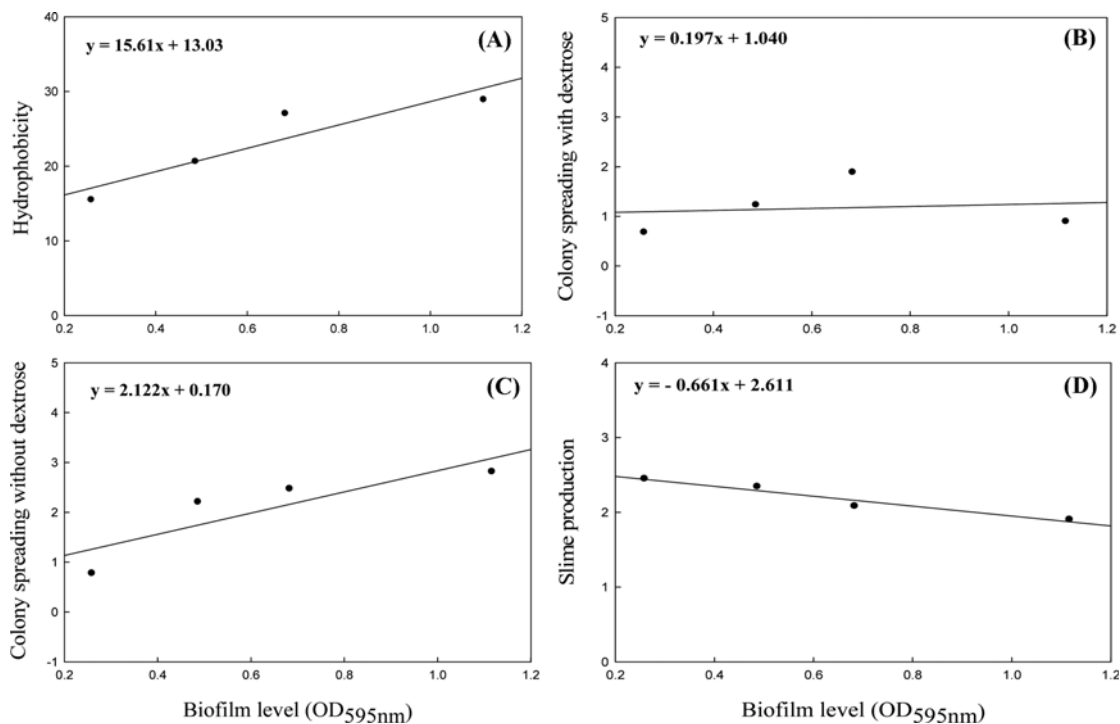 y = 15.61x + 13.03
(A)
Hydrophobicity
40
30
20
10
0
0.2 0.4 0.6 0.8 1.0 1.2
y = 0.197x + 1.040
(B)
Colony spreading with dextrose
5
4
3
2
1
0
-1
0.2 0.4 0.6 0.8 1.0 1.2
y = 2.122x + 0.170
(C)
Colony spreading without dextrose
5
4
3
2
1
0
-1
0.2 0.4 0.6 0.8 1.0 1.2
Biofilm level (OD595nm)
y = - 0.661x + 2.611
(D)
Slime production
4
3
2
1
0
0.2 0.4 0.6 0.8 1.0 1.2
Biofilm level (OD595nm)